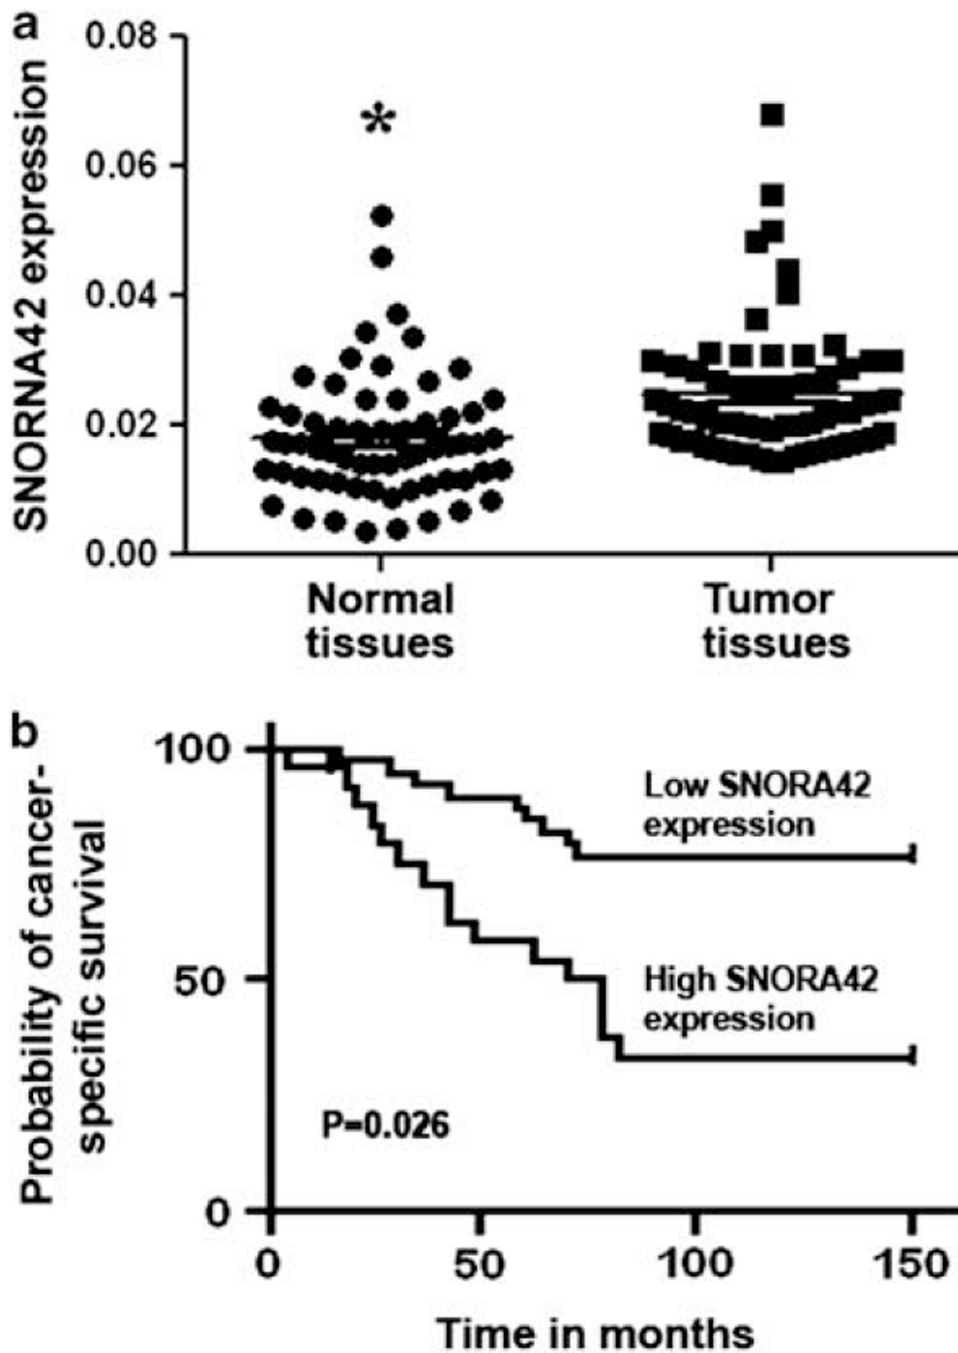 a
SNORNA42 expression
0.08
0.06
0.04
0.02
0.00
*
Normal
tissues
Tumor
tissues
b
Probability of cancer-
specific survival
100
50
0
Low SNORA42
expression
High SNORA42
expression
P=0.026
0 50 100 150
Time in months